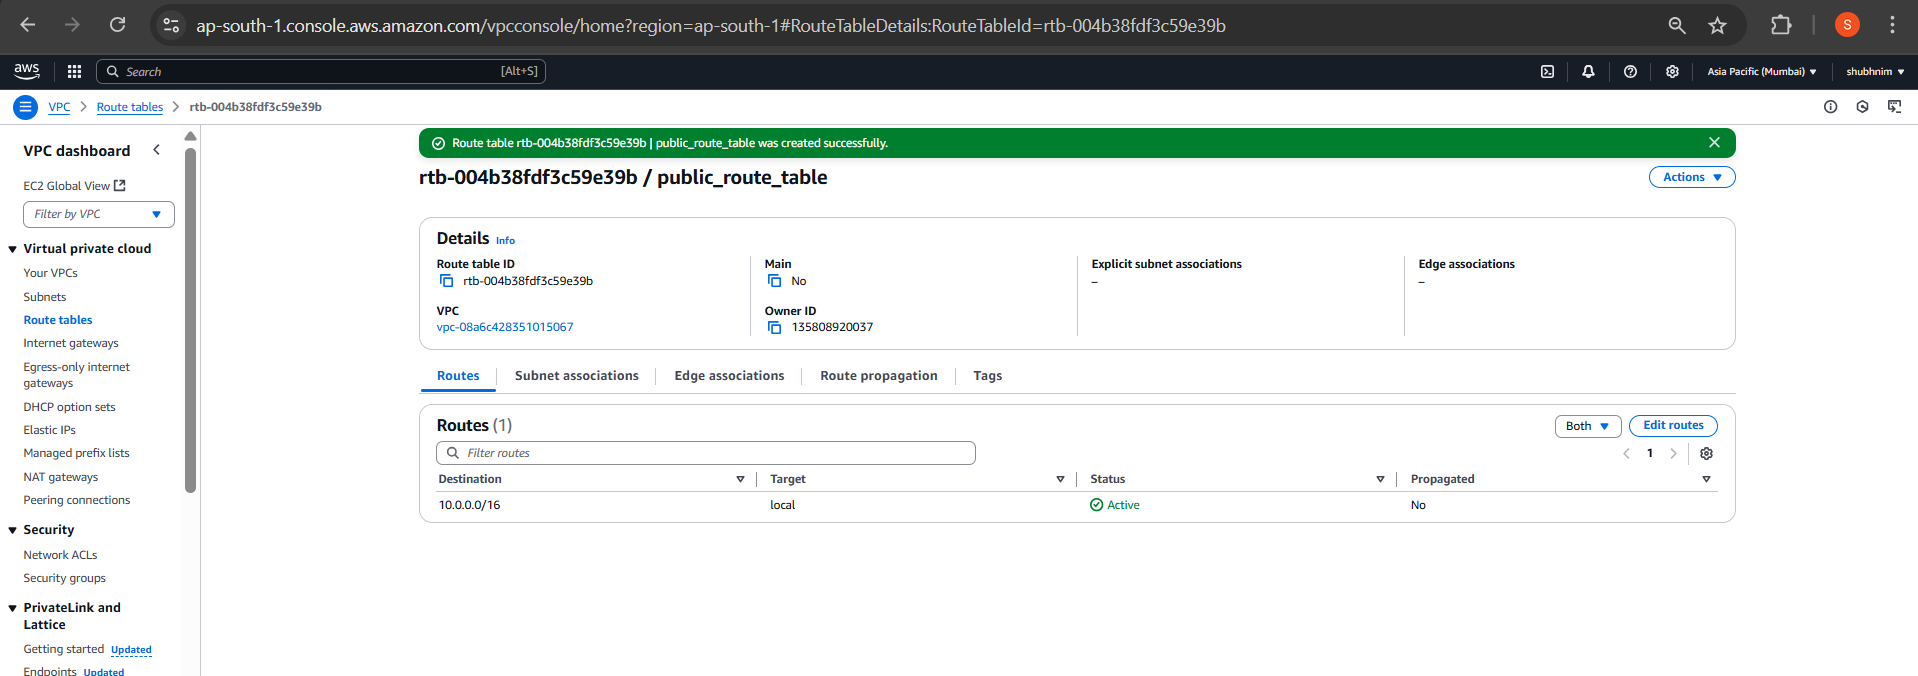 ap-south-1.console.aws.amazon.com/vpcconsole/home?region=ap-south-1#RouteTableDetails:RouteTableId=rtb-004b38fdf3c59e39b
S
aws
Search
[Alt+S]
Asia Pacific (Mumbai)
shubhnim
VPC
Route tables
rtb-004b38fdf3c59e39b
VPC dashboard
EC2 Global View
Filter by VPC
Virtual private cloud
Your VPCs
Subnets
Route tables
Internet gateways
Egress-only internet
gateways
DHCP option sets
Elastic IPs
Managed prefix lists
NAT gateways
Peering connections
Security
Network ACLs
Security groups
PrivateLink and
Lattice
Getting started Updated
Endpoints Updated
Route table rtb-004b38fdf3c59e39b | public_route_table was created successfully.
rtb-004b38fdf3c59e39b / public_route_table
Actions
Details Info
Route table ID
rtb-004b38fdf3c59e39b
Main
No
Explicit subnet associations
–
Edge associations
–
VPC
vpc-08a6c428351015067
Owner ID
135808920037
Routes
Subnet associations
Edge associations
Route propagation
Tags
Routes (1)
Both
Edit routes
Filter routes
1
Destination Target Status Propagated
10.0.0.0/16 local Active No